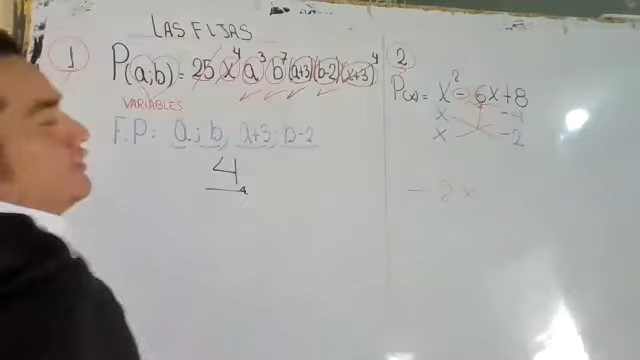 LAS FIJAS
1
P(a;b) = 25 x⁴ a³ b⁷ (a+3) (b-2) (x+3)⁴
VARIABLES
F.P: a; b, a+3; b-2
4
2
P(x) = x² - 6x + 8
x -4
x -2
- 2x